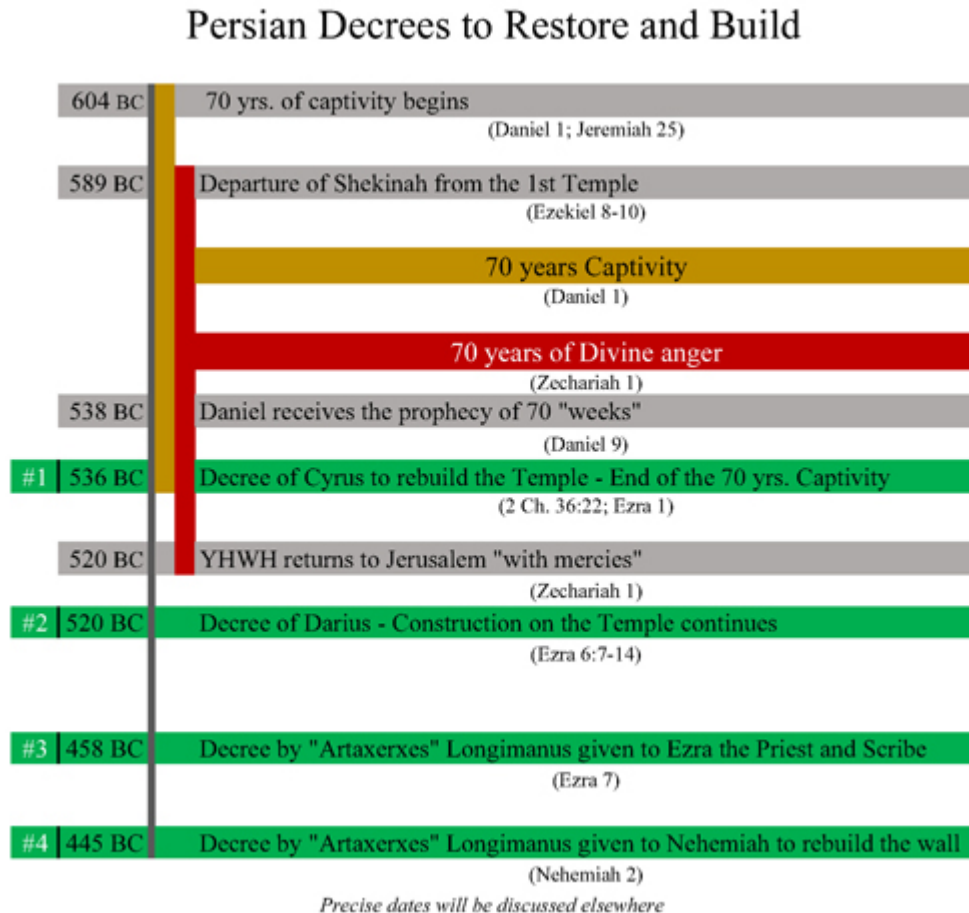 Persian Decrees to Restore and Build
604 BC 70 yrs. of captivity begins
(Daniel 1; Jeremiah 25)
589 BC Departure of Shekinah from the 1st Temple
(Ezekiel 8-10)
70 years Captivity
(Daniel 1)
70 years of Divine anger
(Zechariah 1)
538 BC Daniel receives the prophecy of 70 "weeks"
(Daniel 9)
#1 536 BC Decree of Cyrus to rebuild the Temple - End of the 70 yrs. Captivity
(2 Ch. 36:22; Ezra 1)
520 BC YHWH returns to Jerusalem "with mercies"
(Zechariah 1)
#2 520 BC Decree of Darius - Construction on the Temple continues
(Ezra 6:7-14)
#3 458 BC Decree by "Artaxerxes" Longimanus given to Ezra the Priest and Scribe
(Ezra 7)
#4 445 BC Decree by "Artaxerxes" Longimanus given to Nehemiah to rebuild the wall
(Nehemiah 2)
Precise dates will be discussed elsewhere